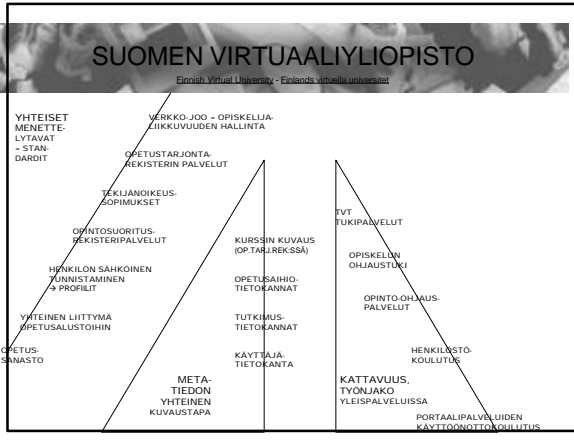 SUOMEN VIRTUAALIYLIOPISTO
Finnish Virtual University - Finlands virtuella universitet
YHTEISET
MENETTE-
LYTAVAT
– STAN-
DARDIT
VERKKO-JOO – OPISKELIJA-
LIIKKUVUUDEN HALLINTA
OPETUSTARJONTA-
REKISTERIN PALVELUT
TEKIJÄNOIKEUS-
SOPIMUKSET
OPINTOSUORITUS-
REKISTERIPALVELUT
HENKILÖN SÄHKÖINEN
TUNNISTAMINEN
→ PROFIILIT
YHTEINEN LIITTYMÄ
OPETUSALUSTOIHIN
OPETUS-
SANASTO
KURSSIN KUVAUS
(OP.TARJ.REK:SSÄ)
OPETUSAIHIO-
TIETOKANNAT
TUTKIMUS-
TIETOKANNAT
KÄYTTÄJÄ-
TIETOKANTA
META-
TIEDON
YHTEINEN
KUVAUSTAPA
TVT
TUKIPALVELUT
OPISKELUN
OHJAUSTUKI
OPINTO-OHJAUS-
PALVELUT
HENKILÖSTÖ-
KOULUTUS
KATTAVUUS,
TYÖNJAKO
YLEISPALVELUISSA
PORTAALIPALVELUIDEN
KÄYTTÖÖNOTTOKOULUTUS